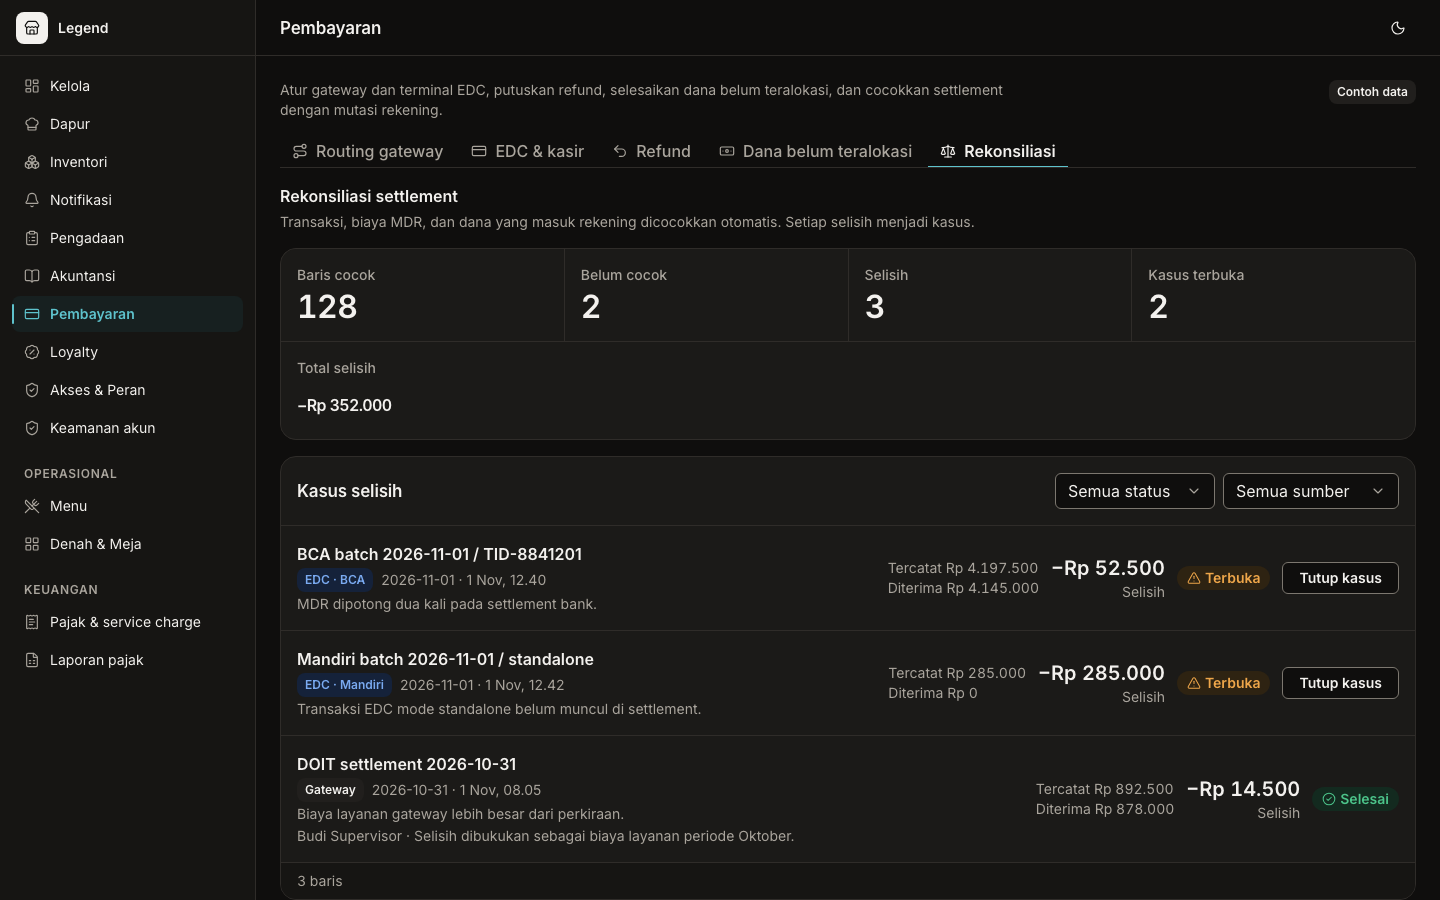 Legend
Pembayaran
Kelola
Dapur
Inventori
Notifikasi
Pengadaan
Akuntansi
Pembayaran
Loyalty
Akses & Peran
Keamanan akun
OPERASIONAL
Menu
Denah & Meja
KEUANGAN
Pajak & service charge
Laporan pajak
Atur gateway dan terminal EDC, putuskan refund, selesaikan dana belum teralokasi, dan cocokkan settlement
dengan mutasi rekening.
Contoh data
Routing gateway
EDC & kasir
Refund
Dana belum teralokasi
Rekonsiliasi
Rekonsiliasi settlement
Transaksi, biaya MDR, dan dana yang masuk rekening dicocokkan otomatis. Setiap selisih menjadi kasus.
Baris cocok
128
Belum cocok
2
Selisih
3
Kasus terbuka
2
Total selisih
−Rp 352.000
Kasus selisih
Semua status
Semua sumber
BCA batch 2026-11-01 / TID-8841201
EDC · BCA
2026-11-01 · 1 Nov, 12.40
MDR dipotong dua kali pada settlement bank.
Tercatat Rp 4.197.500
Diterima Rp 4.145.000
−Rp 52.500
Selisih
Terbuka
Tutup kasus
Mandiri batch 2026-11-01 / standalone
EDC · Mandiri
2026-11-01 · 1 Nov, 12.42
Transaksi EDC mode standalone belum muncul di settlement.
Tercatat Rp 285.000
Diterima Rp 0
−Rp 285.000
Selisih
Terbuka
Tutup kasus
DOIT settlement 2026-10-31
Gateway
2026-10-31 · 1 Nov, 08.05
Biaya layanan gateway lebih besar dari perkiraan.
Budi Supervisor · Selisih dibukukan sebagai biaya layanan periode Oktober.
Tercatat Rp 892.500
Diterima Rp 878.000
−Rp 14.500
Selisih
Selesai
3 baris